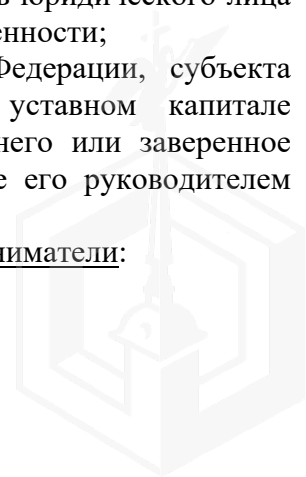 в юридического лица
енности;
Федерации, субъекта
уставном капитале
него или заверенное
е его руководителем
ниматели: